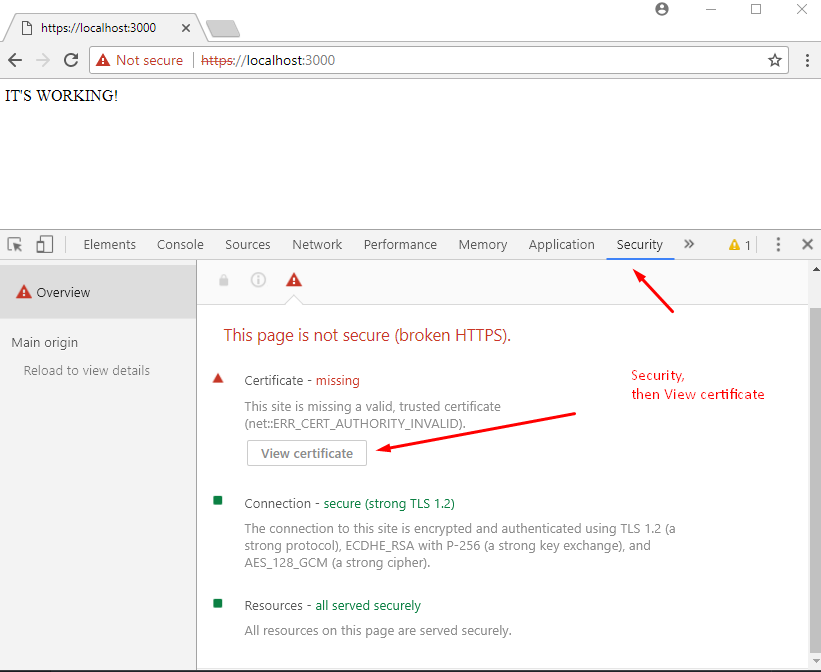 https://localhost:3000
Not secure https://localhost:3000
IT'S WORKING!
Elements Console Sources Network Performance Memory Application Security » 1
Overview
Main origin
Reload to view details
This page is not secure (broken HTTPS).
Certificate - missing
This site is missing a valid, trusted certificate
(net::ERR_CERT_AUTHORITY_INVALID).
View certificate
Security,
then View certificate
Connection - secure (strong TLS 1.2)
The connection to this site is encrypted and authenticated using TLS 1.2 (a
strong protocol), ECDHE_RSA with P-256 (a strong key exchange), and
AES_128_GCM (a strong cipher).
Resources - all served securely
All resources on this page are served securely.